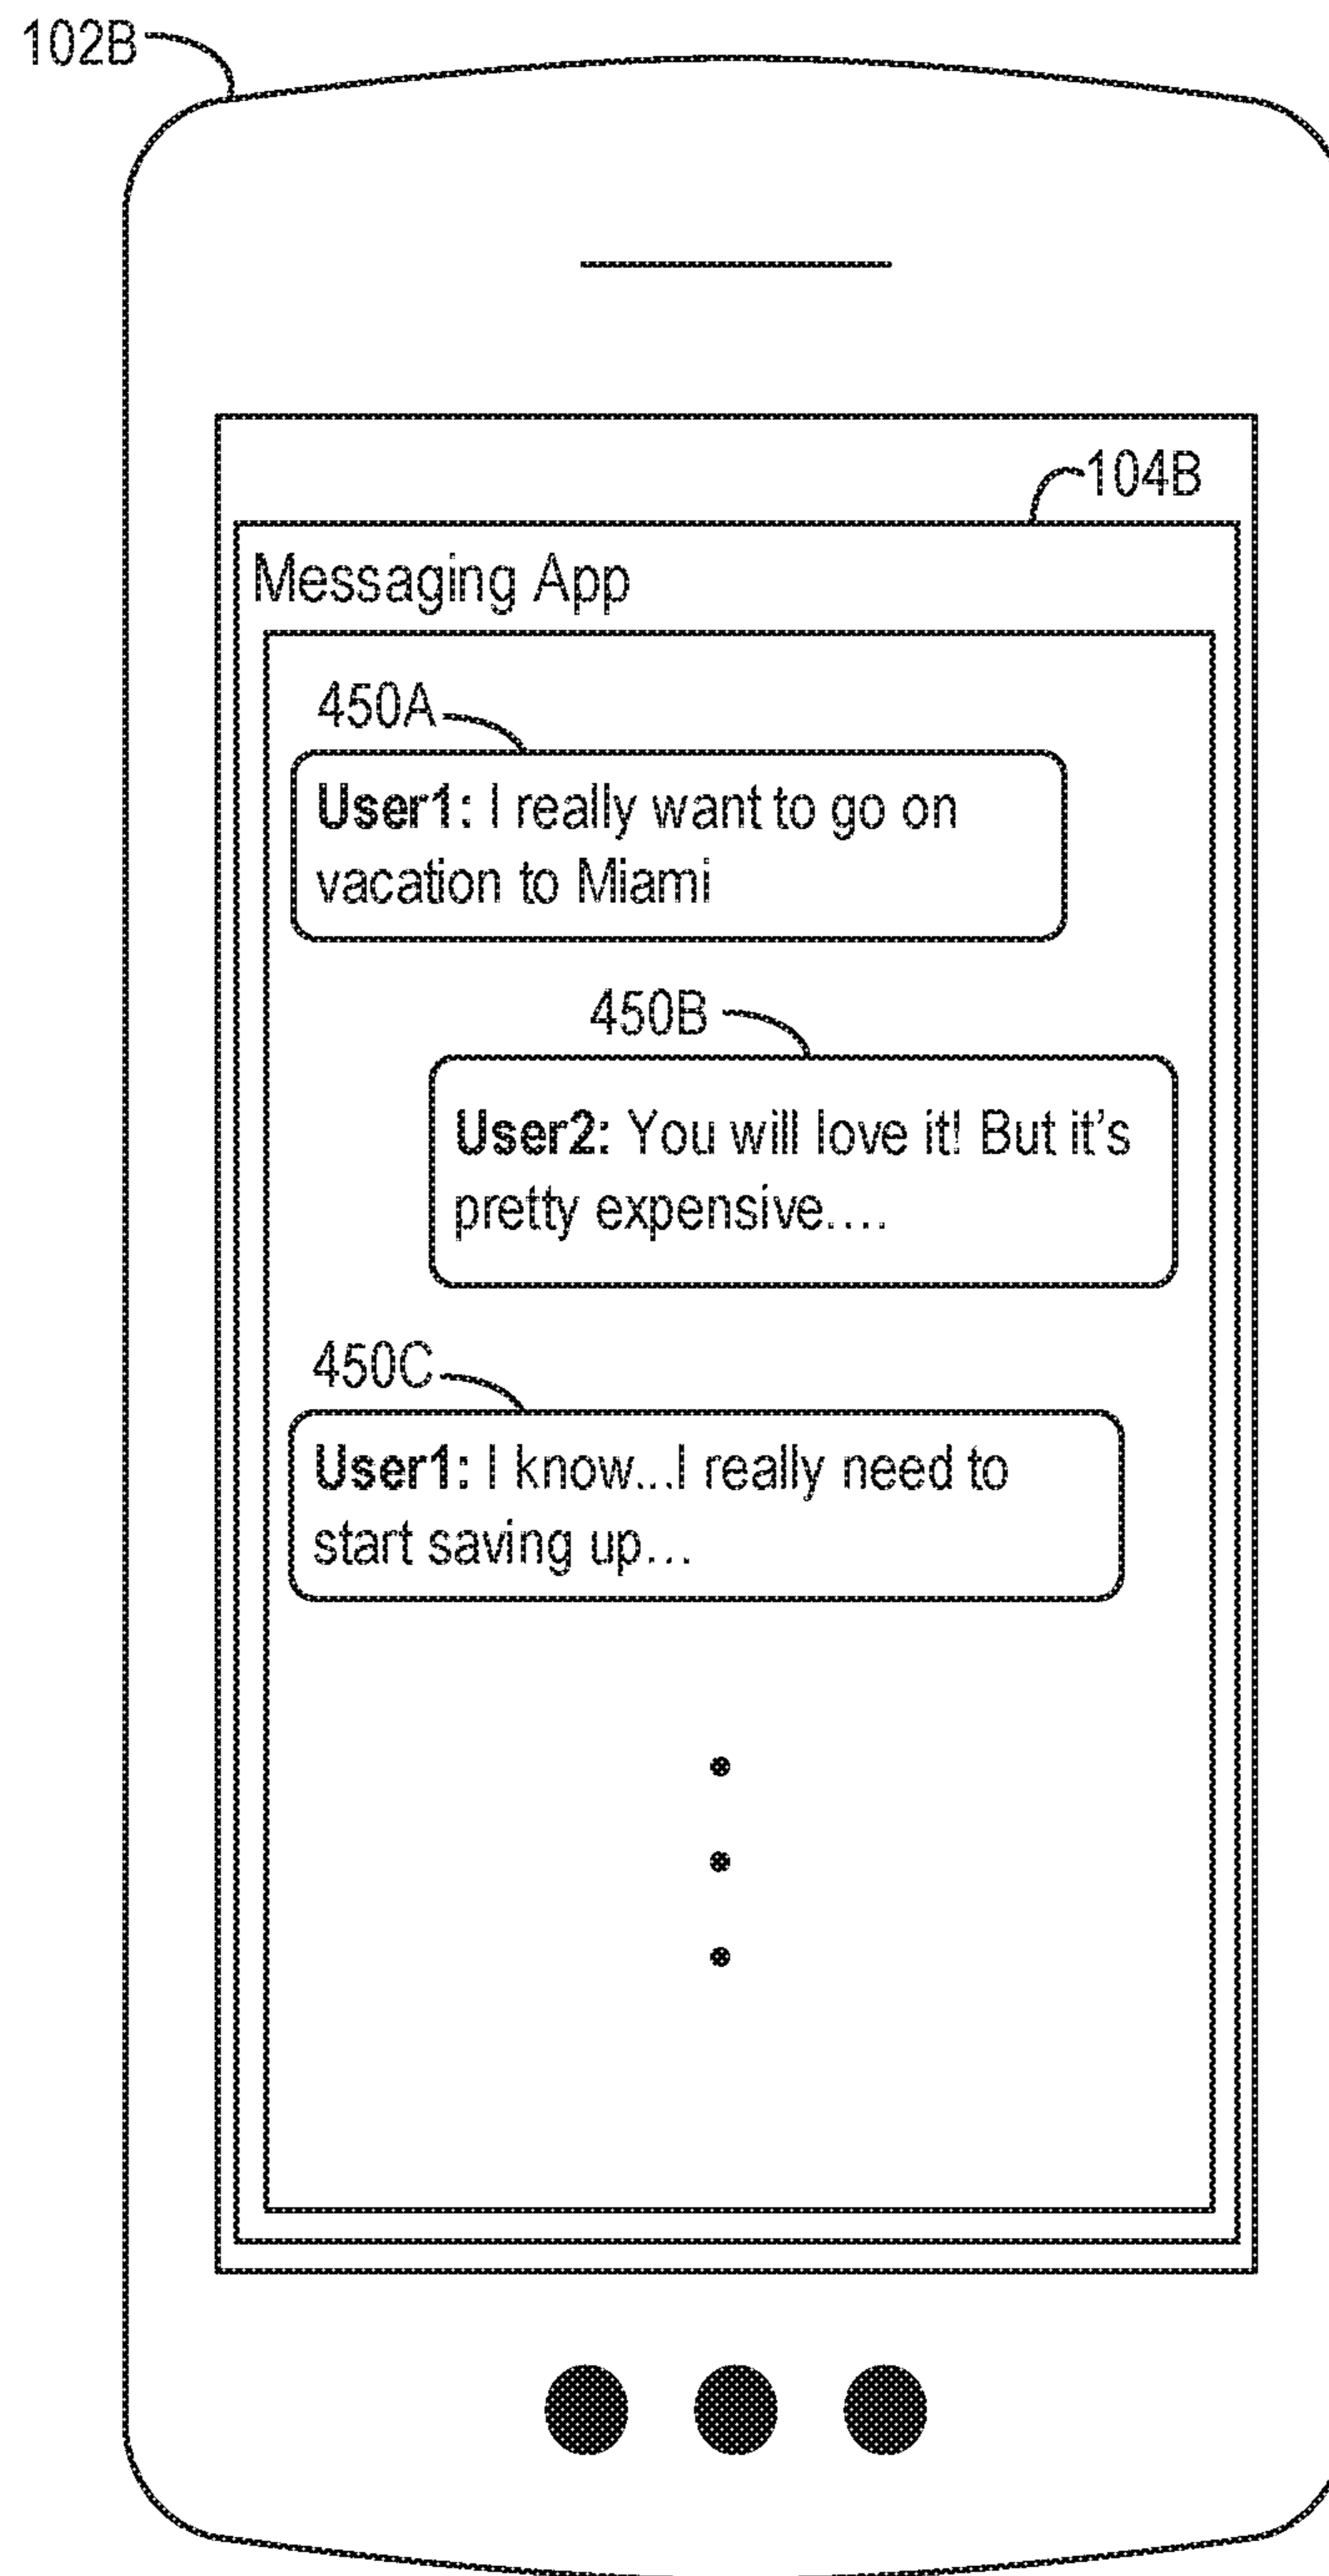 102B
104B
Messaging App
450A
User1: I really want to go on
vacation to Miami
450B
User2: You will love it! But it's
pretty expensive....
450C
User1: I know...I really need to
start saving up...